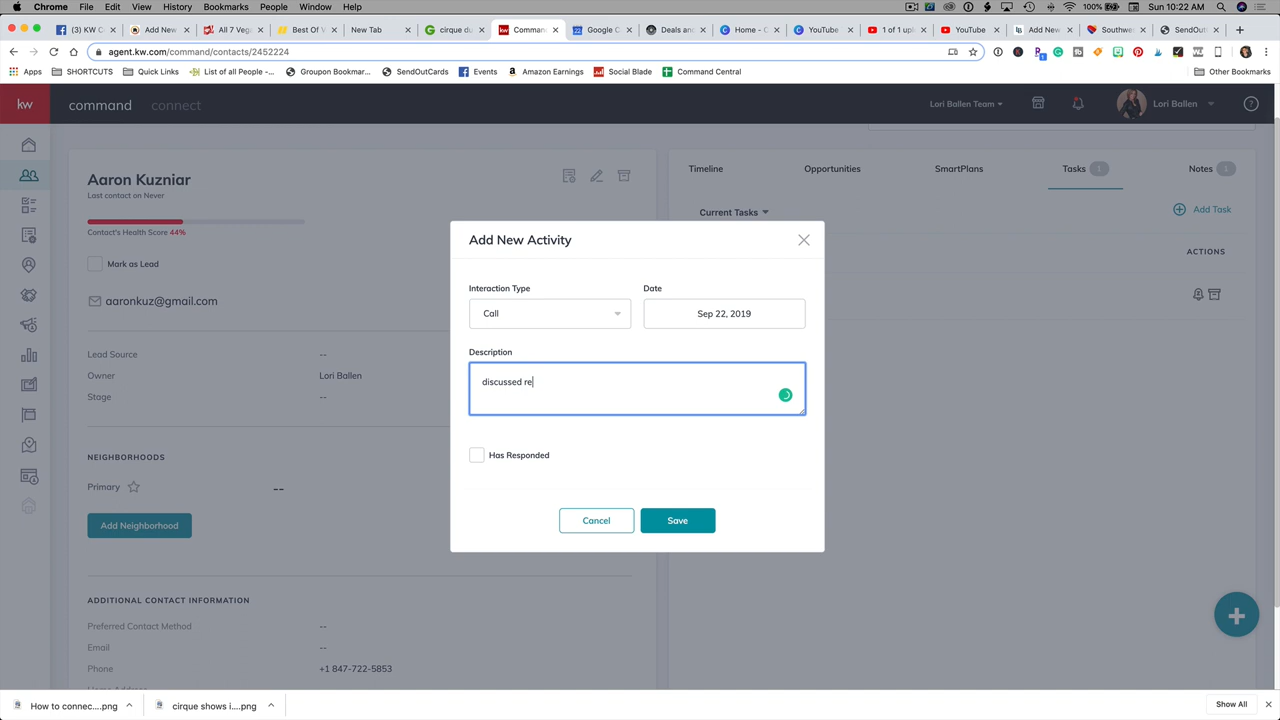 Chrome File Edit View History Bookmarks People Window Help
100% Sun 10:22 AM
(3) KW C Add New All 7 Veg Best Of V New Tab cirque du Comman Google C Deals and Home – C YouTube 1 of 1 upl YouTube Add New Southwe SendOut
agent.kw.com/command/contacts/2452224
Apps SHORTCUTS Quick Links List of all People -... Groupon Bookmar... SendOutCards Events Amazon Earnings Social Blade Command Central Other Bookmarks
kw command connect Lori Ballen Team Lori Ballen ?
Aaron Kuzniar
Last contact on Never
Contact's Health Score 44%
Mark as Lead
aaronkuz@gmail.com
Lead Source --
Owner Lori Ballen
Stage --
NEIGHBORHOODS
Primary --
Add Neighborhood
ADDITIONAL CONTACT INFORMATION
Preferred Contact Method --
Email --
Phone +1 847-722-5853
Timeline Opportunities SmartPlans Tasks 1 Notes 1
Current Tasks Add Task
ACTIONS
Add New Activity
Interaction Type Date
Call Sep 22, 2019
Description
discussed re
Has Responded
Cancel Save
How to connec....png cirque shows i....png Show All